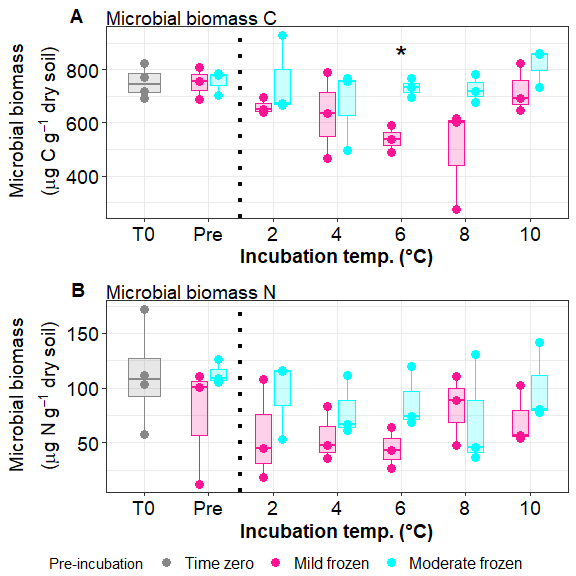 A Microbial biomass C
Microbial biomass
(µg C g⁻¹ dry soil)
800
600
400
*
T0 Pre 2 4 6 8 10
Incubation temp. (°C)
B Microbial biomass N
Microbial biomass
(µg N g⁻¹ dry soil)
150
100
50
T0 Pre 2 4 6 8 10
Incubation temp. (°C)
Pre-incubation Time zero Mild frozen Moderate frozen